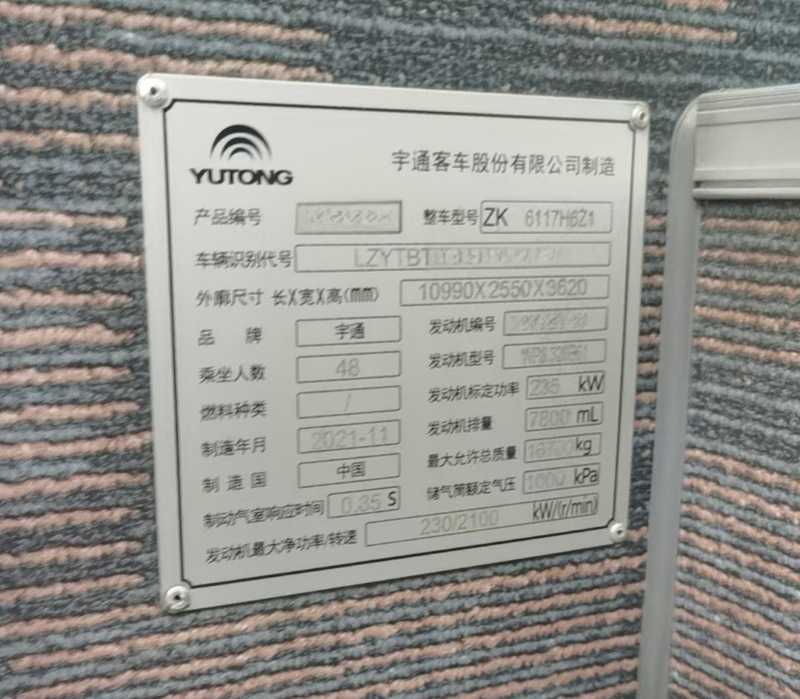 YUTONG
宇通客车股份有限公司制造
产品编号 整车型号 ZK 6117H6Z1
车辆识别代号 LZYTBT
外廓尺寸 长X宽X高(mm) 10990X2550X3620
品 牌 宇通 发动机编号
乘坐人数 48 发动机型号
燃料种类 / 发动机标定功率 235 kW
制造年月 2021-11 发动机排量 7800 mL
制 造 国 中国 最大允许总质量 kg
制动气室响应时间 0.35 S 储气筒额定气压 1000 kPa
发动机最大净功率/转速 230/2100 kW/(r/min)